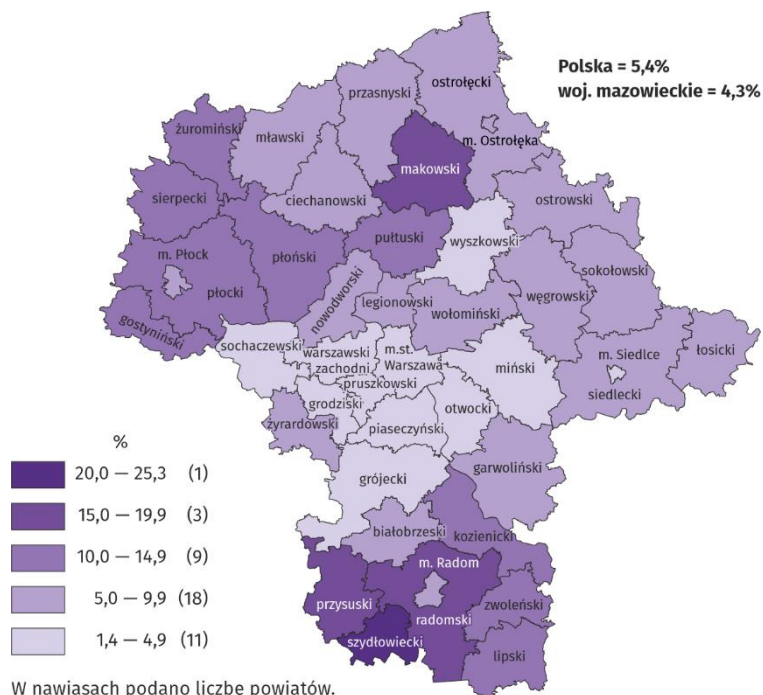 Polska = 5,4%
woj. mazowieckie = 4,3%
ostrołęcki
przasnyski
żuromiński
mławski
m. Ostrołęka
makowski
sierpecki
ciechanowski
ostrowski
pułtuski
wyszkowski
m. Płock
płoński
sokołowski
płocki
nowodworski
legionowski
wołomiński
węgrowski
gostyniński
sochaczewski
warszawski
zachodni
m.st.
Warszawa
miński
m. Siedlce
łosicki
pruszkowski
siedlecki
grodziski
otwocki
żyrardowski
piaseczyński
garwoliński
grójecki
białobrzeski
kozienicki
m. Radom
przysuski
radomski
zwoleński
szydłowiecki
lipski
%
20,0 — 25,3 (1)
15,0 — 19,9 (3)
10,0 — 14,9 (9)
5,0 — 9,9 (18)
1,4 — 4,9 (11)
W nawiasach podano liczbę powiatów.